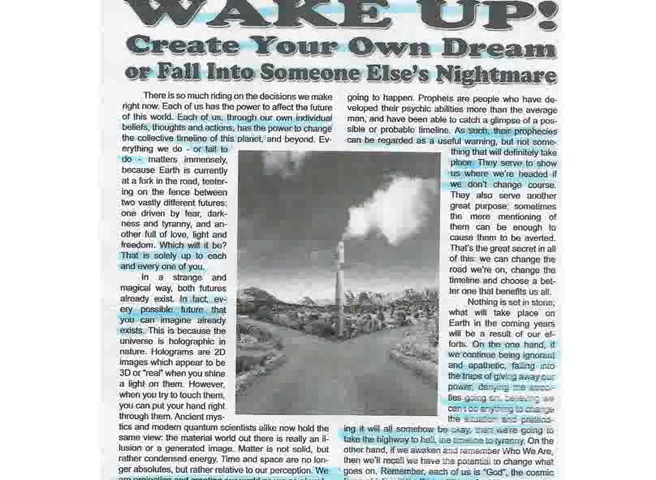 WAKE UP!
Create Your Own Dream
or Fall Into Someone Else's Nightmare
There is so much riding on the decisions we make
right now. Each of us has the power to affect the future
of this world. Each of us, through our own individual
beliefs, thoughts and actions, has the power to change
the collective timeline of this planet, and beyond. Ev-
erything we do - or fail to
do - matters immensely,
because Earth is currently
at a fork in the road, teeter-
ing on the fence between
two vastly different futures:
one driven by fear, dark-
ness and tyranny, and an-
other full of love, light and
freedom. Which will it be?
That is solely up to each
and every one of you.
In a strange and
magical way, both futures
already exist. In fact, ev-
ery possible future that
you can imagine already
exists. This is because the
universe is holographic in
nature. Holograms are 2D
images which appear to be
3D or "real" when you shine
a light on them. However,
when you try to touch them,
you can put your hand right
through them. Ancient mys-
tics and modern quantum scientists alike now hold the
same view: the material world out there is really an il-
lusion or a generated image. Matter is not solid, but
rather condensed energy. Time and space are no lon-
ger absolutes, but rather relative to our perception. We
going to happen. Prophets are people who have de-
veloped their psychic abilities more than the average
man, and have been able to catch a glimpse of a pos-
sible or probable timeline. As such, their prophecies
can be regarded as a useful warning, but not some-
thing that will definitely take
place. They serve to show
us where we're headed if
we don't change course.
They also serve another
great purpose; sometimes
the more mentioning of
them can be enough to
cause them to be averted.
That's the great secret in all
of this: we can change the
road we're on, change the
timeline and choose a bet-
ter one that benefits us all.
Nothing is set in stone;
what will take place on
Earth in the coming years
will be a result of our ef-
forts. On the one hand, if
we continue being ignorant
and apathetic, falling into
the traps of giving away our
power, denying the atroci-
ties going on, believing we
can't do anything to change
the situation and pretend-
ing it will all somehow be okay, then we're going to
take the highway to hell, the timeline to tyranny. On the
other hand, if we awaken and remember Who We Are,
then we'll recall we have the potential to change what
goes on. Remember, each of us is "God", the cosmic